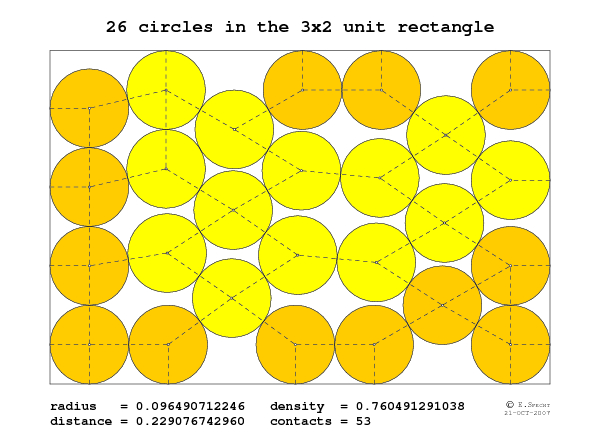 26 circles in the 3x2 unit rectangle
radius = 0.096490712246 density = 0.760491291038 © E.Specht
distance = 0.229076742960 contacts = 53 21-OCT-2007